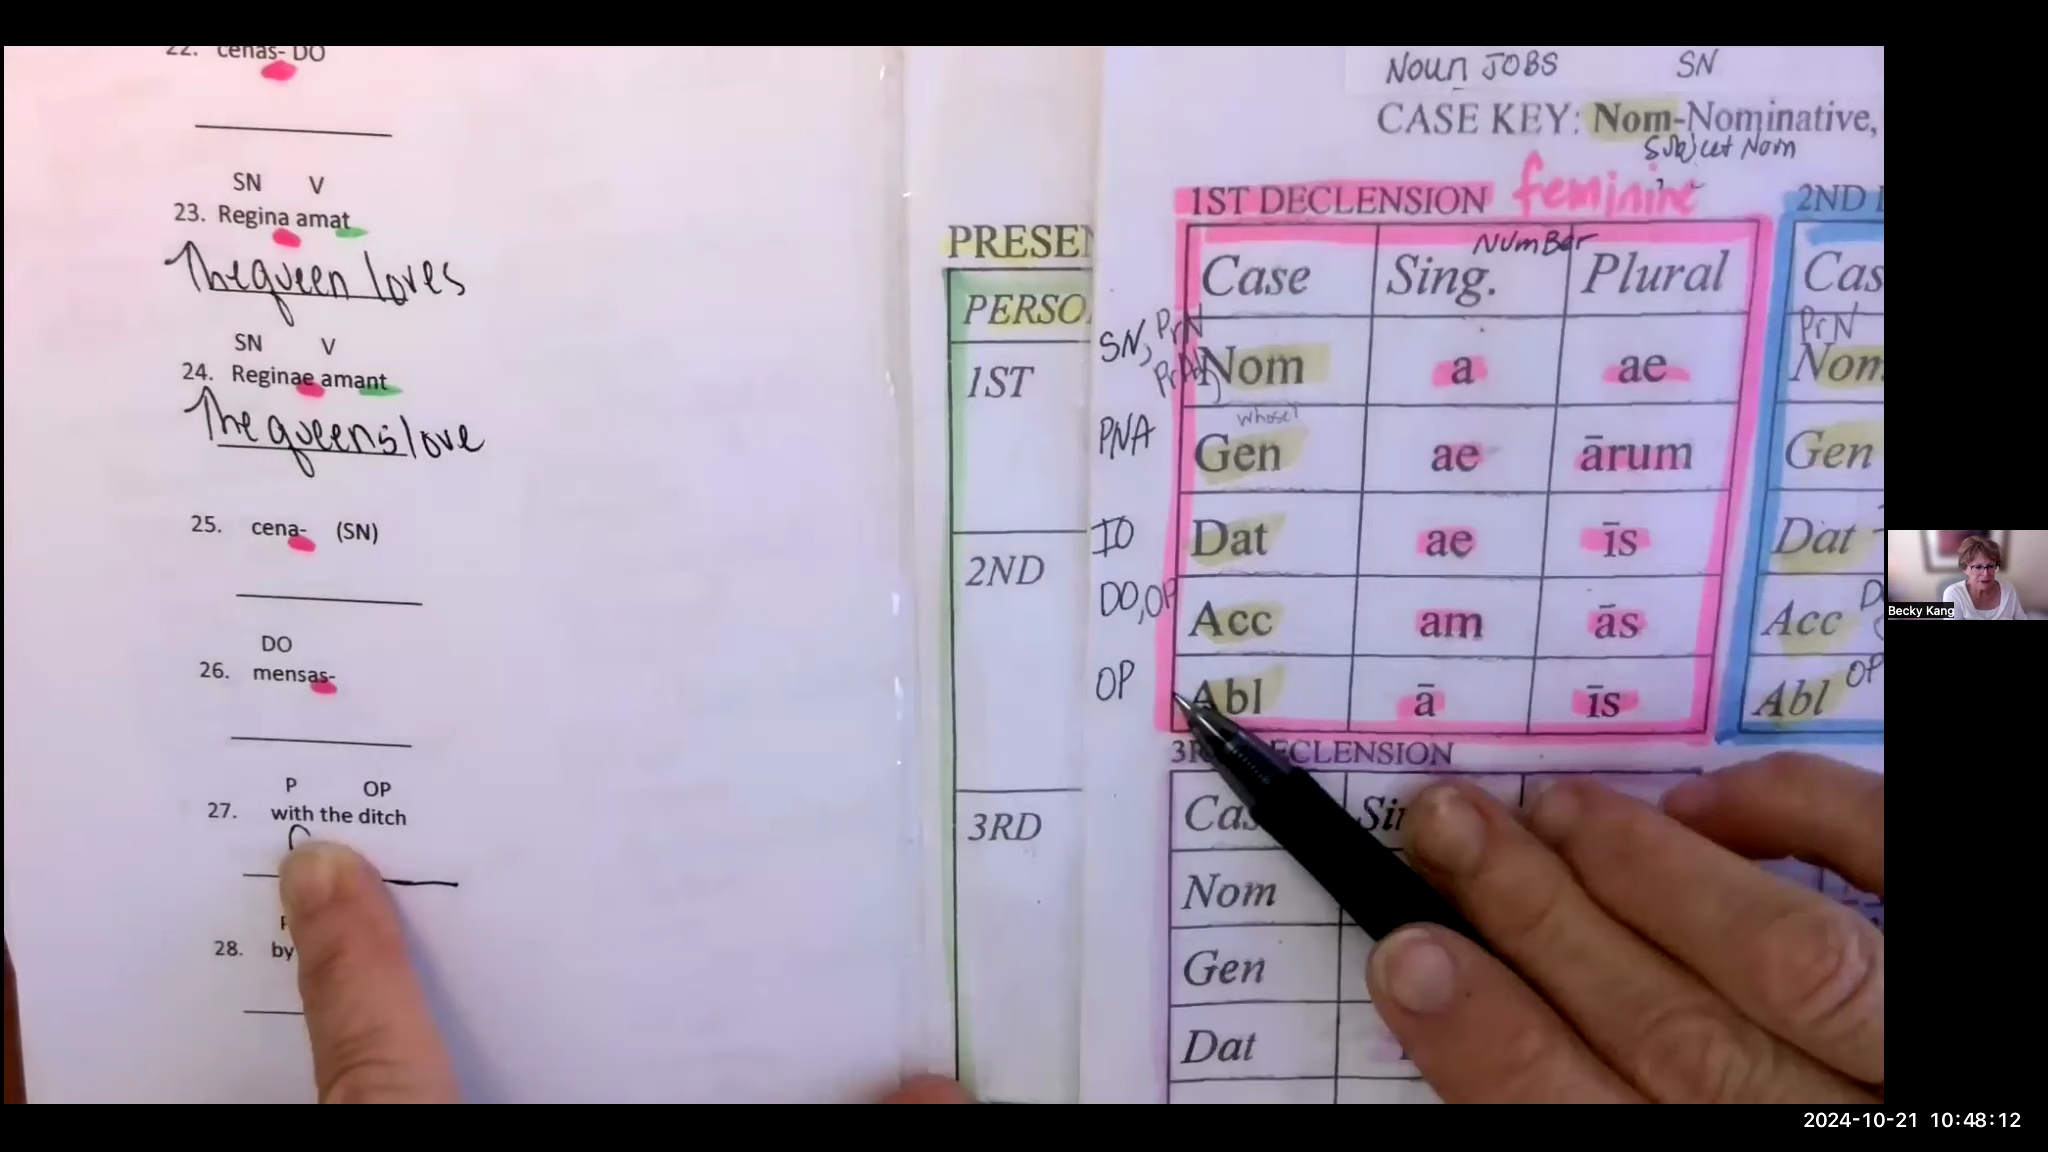 22. cenas- DO
SN V
23. Regina amat
The queen loves
SN V
24. Reginae amant
The queens love
25. cena- (SN)
DO
26. mensas-
P OP
27. with the ditch
28. by
PRESE
PERSO
1ST
2ND
3RD
Noun JOBS SN
CASE KEY: Nom-Nominative,
Subject Nom
1ST DECLENSION feminine
NumBer
Case Sing. Plural
SN, PrN
PrAdj
Nom a ae
whose?
PNA Gen ae ārum
IO Dat ae īs
DO, OP Acc am ās
OP Abl ā īs
2ND
Cas
PrN
Nom
Gen
Dat
Acc
Abl OP
3R ECLENSION
Cas Si
Nom
Gen
Dat
Becky Kang
2024-10-21 10:48:12